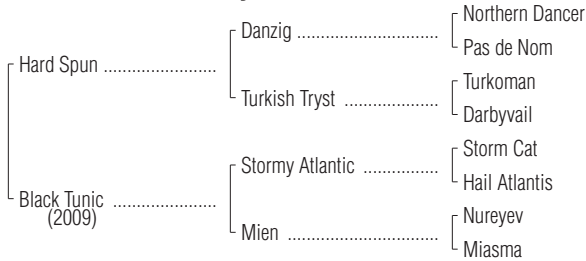 Northern Dancer
Danzig ........................
Pas de Nom
Hard Spun ...................
Turkoman
Turkish Tryst ................
Darbyvail
Storm Cat
Stormy Atlantic .............
Hail Atlantis
Black Tunic .................
(2009)
Nureyev
Mien .........................
Miasma